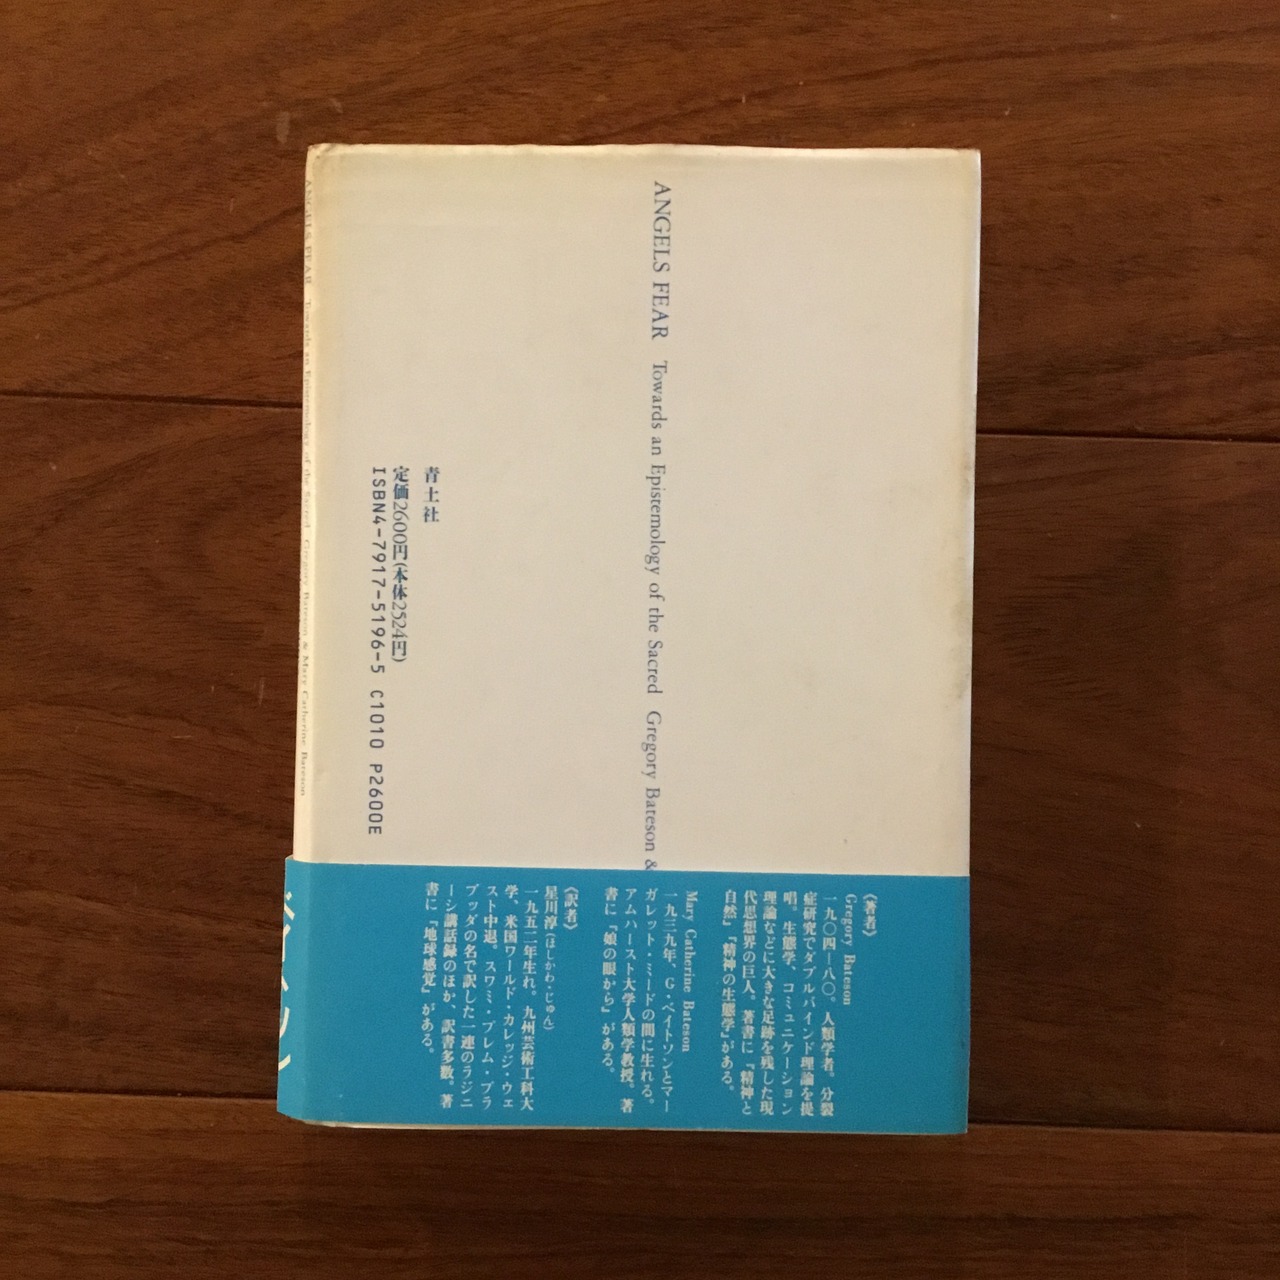 ANGELS FEAR Towards an Epistemology of the Sacred Gregory Bateson &
青土社
定価2600円(本体2524円)
ISBN4-7917-5196-5 C1010 P2600E
《著者》
Gregory Bateson
一九〇四―八〇。人類学者。分裂
症研究でダブルバインド理論を提
唱。生態学、コミュニケーション
理論などに大きな足跡を残した現
代思想界の巨人。著書に『精神と
自然』『精神の生態学』がある。
Mary Catherine Bateson
一九三九年、G・ベイトソンとマー
ガレット・ミードの間に生れる。
アムハースト大学人類学教授。著
書に『娘の眼から』がある。
《訳者》
星川淳(ほしかわ・じゅん)
一九五二年生れ。九州芸術工科大
学、米国ワールド・カレッジ・ウェ
スト中退。スワミ・プレム・プラ
ブッダの名で訳した一連のラジニ
ーシ講話録のほか、訳書多数。著
書に『地球感覚』がある。
ANGELS FEAR Towards an Epistemology of the Sacred Gregory Bateson & Mary Catherine Bateson